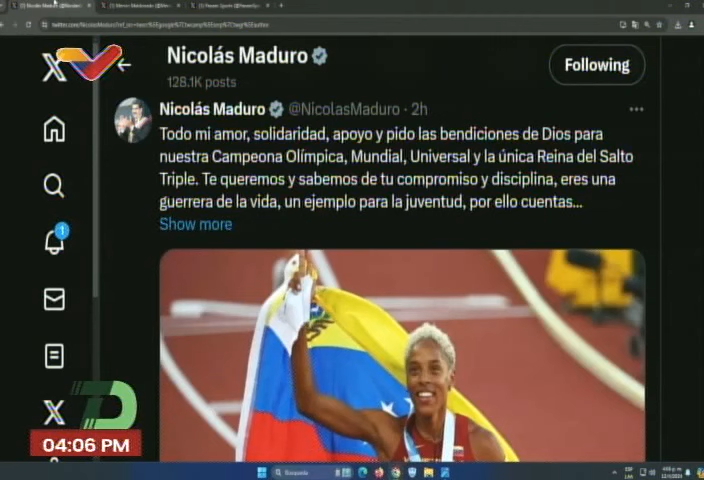 Nicolás Maduro
128.1K posts
Following
Nicolás Maduro @NicolasMaduro · 2h
Todo mi amor, solidaridad, apoyo y pido las bendiciones de Dios para
nuestra Campeona Olímpica, Mundial, Universal y la única Reina del Salto
Triple. Te queremos y sabemos de tu compromiso y disciplina, eres una
guerrera de la vida, un ejemplo para la juventud, por ello cuentas...
Show more
1
04:06 PM
Búsqueda
ESP